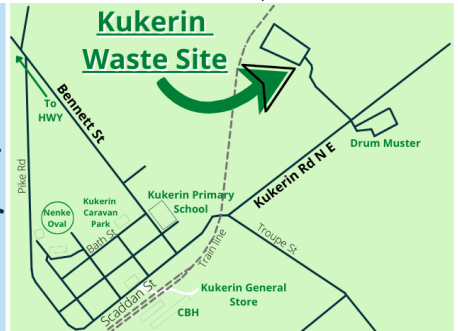 Kukerin
Waste Site
To
HWY
Bennett St
Pike Rd
Drum Muster
Kukerin Rd N E
Kukerin Primary
School
Kukerin
Caravan
Park
Nenke
Oval
Bath St
Troupe St
Train line
Scaddan St
Kukerin General
Store
CBH